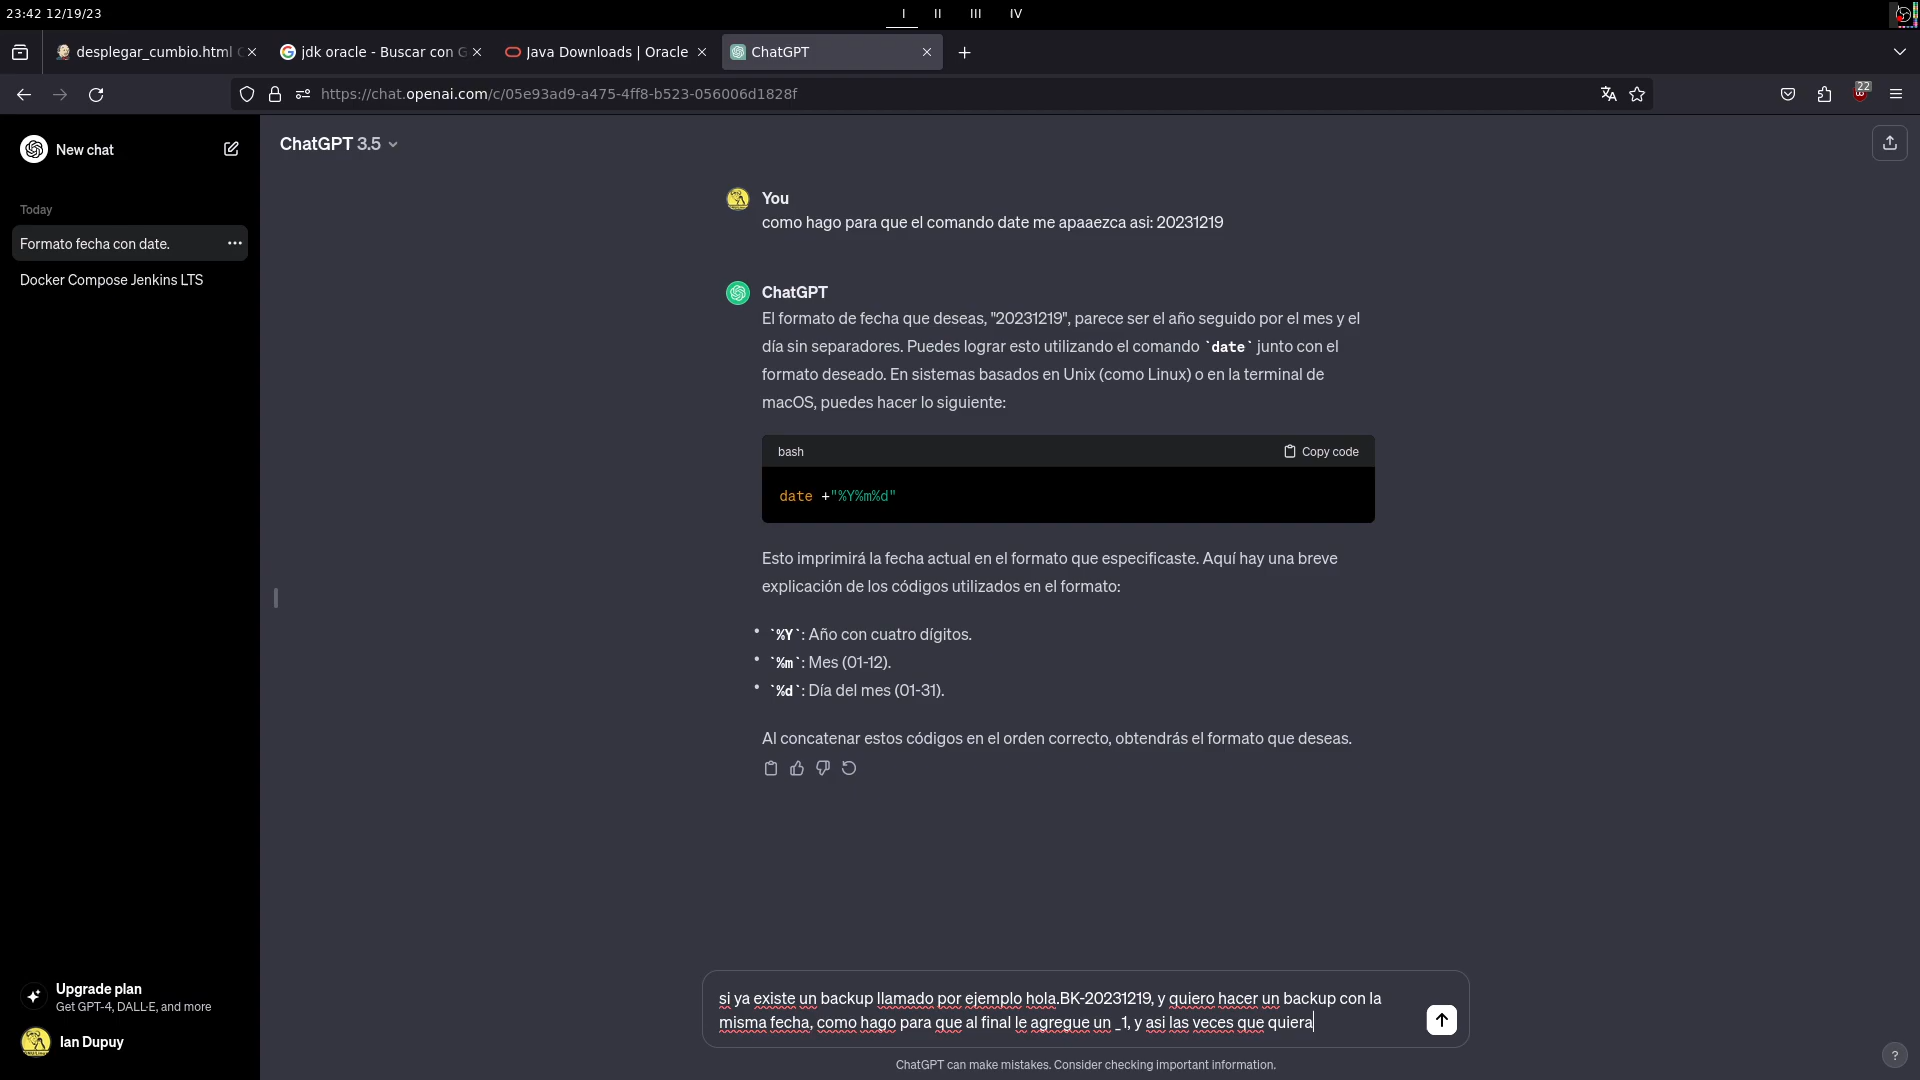 23:42 12/19/23
I II III IV
desplegar_cumbio.html
jdk oracle - Buscar con G
Java Downloads | Oracle
ChatGPT
https://chat.openai.com/c/05e93ad9-a475-4ff8-b523-056006d1828f
22
New chat
ChatGPT 3.5
Today
Formato fecha con date.
Docker Compose Jenkins LTS
You
como hago para que el comando date me apaaezca asi: 20231219
ChatGPT
El formato de fecha que deseas, "20231219", parece ser el año seguido por el mes y el
día sin separadores. Puedes lograr esto utilizando el comando `date` junto con el
formato deseado. En sistemas basados en Unix (como Linux) o en la terminal de
macOS, puedes hacer lo siguiente:
bash
Copy code
date +"%Y%m%d"
Esto imprimirá la fecha actual en el formato que especificaste. Aquí hay una breve
explicación de los códigos utilizados en el formato:
• `%Y`: Año con cuatro dígitos.
• `%m`: Mes (01-12).
• `%d`: Día del mes (01-31).
Al concatenar estos códigos en el orden correcto, obtendrás el formato que deseas.
Upgrade plan
Get GPT-4, DALL·E, and more
Ian Dupuy
si ya existe un backup llamado por ejemplo hola.BK-20231219, y quiero hacer un backup con la
misma fecha, como hago para que al final le agregue un _1, y asi las veces que quiera
ChatGPT can make mistakes. Consider checking important information.
?